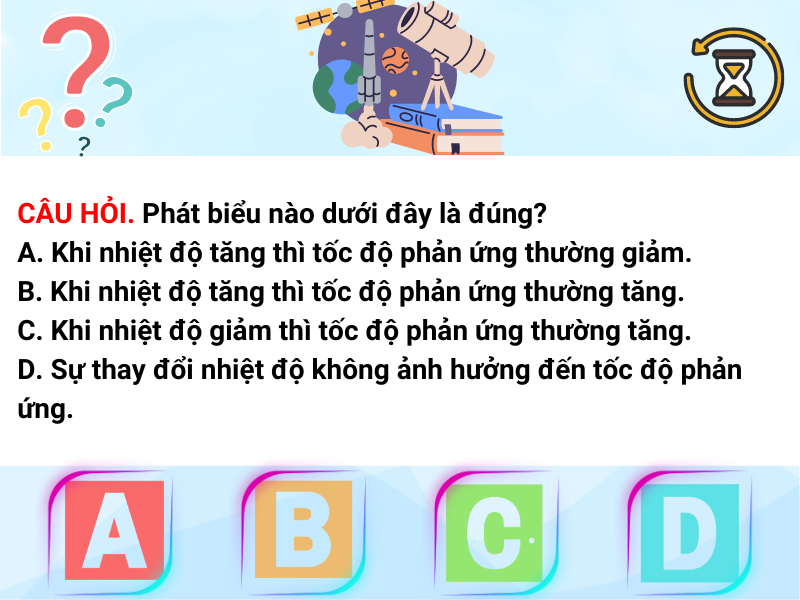 CÂU HỎI. Phát biểu nào dưới đây là đúng?
A. Khi nhiệt độ tăng thì tốc độ phản ứng thường giảm.
B. Khi nhiệt độ tăng thì tốc độ phản ứng thường tăng.
C. Khi nhiệt độ giảm thì tốc độ phản ứng thường tăng.
D. Sự thay đổi nhiệt độ không ảnh hưởng đến tốc độ phản
ứng.
A B C D